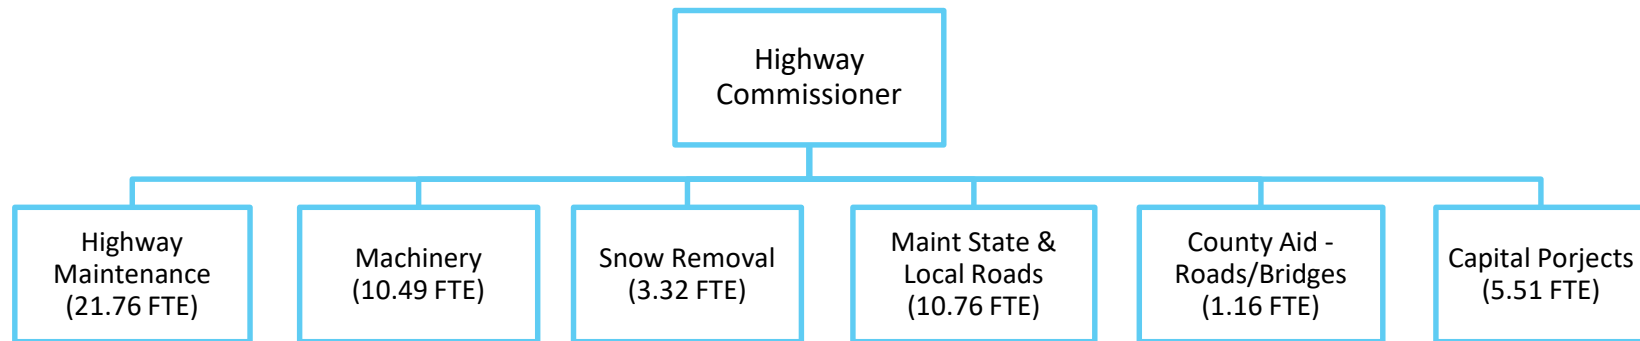 Highway
Commissioner
Highway
Maintenance
(21.76 FTE)
Machinery
(10.49 FTE)
Snow Removal
(3.32 FTE)
Maint State &
Local Roads
(10.76 FTE)
County Aid -
Roads/Bridges
(1.16 FTE)
Capital Porjects
(5.51 FTE)